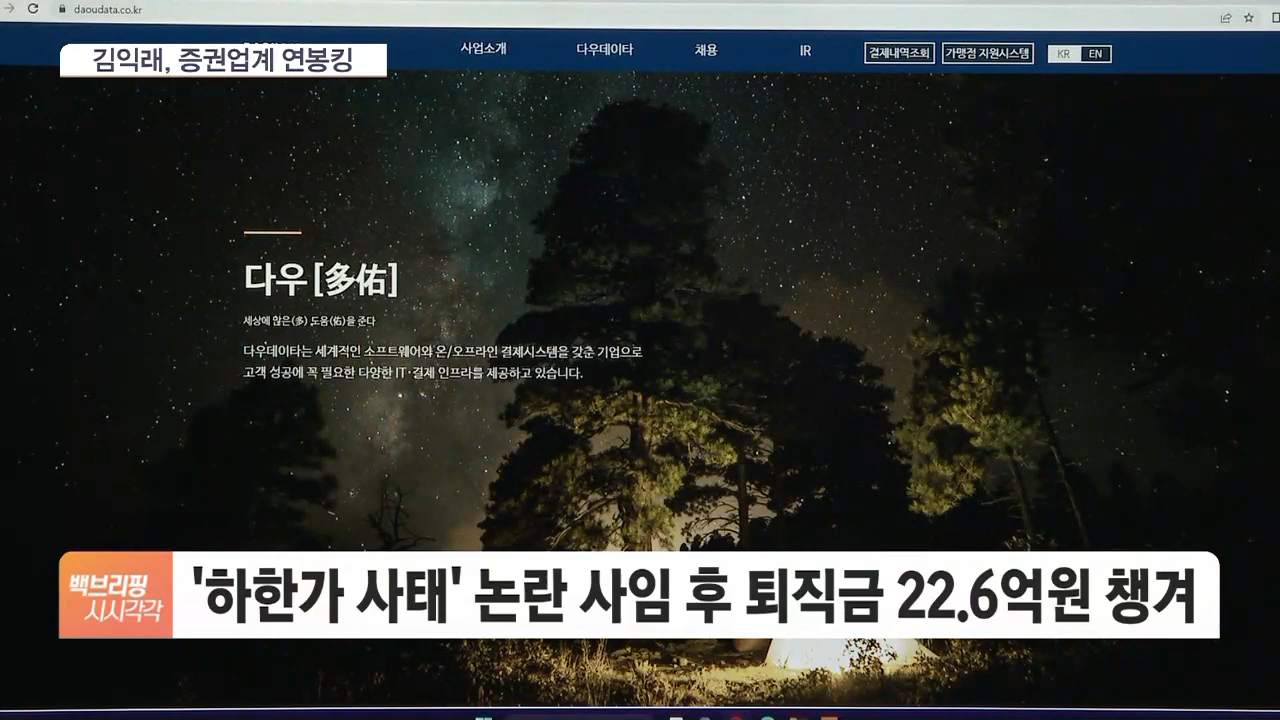 daoudata.co.kr
김익래, 증권업계 연봉킹
사업소개 다우데이타 채용 IR 결제내역조회 가맹점 지원시스템 KR EN
다우[多佑]
세상에 많은(多) 도움(佑)을 준다
다우데이타는 세계적인 소프트웨어와 온/오프라인 결제시스템을 갖춘 기업으로
고객 성공에 꼭 필요한 다양한 IT·결제 인프라를 제공하고 있습니다.
백브리핑
시시각각
'하한가 사태' 논란 사임 후 퇴직금 22.6억원 챙겨